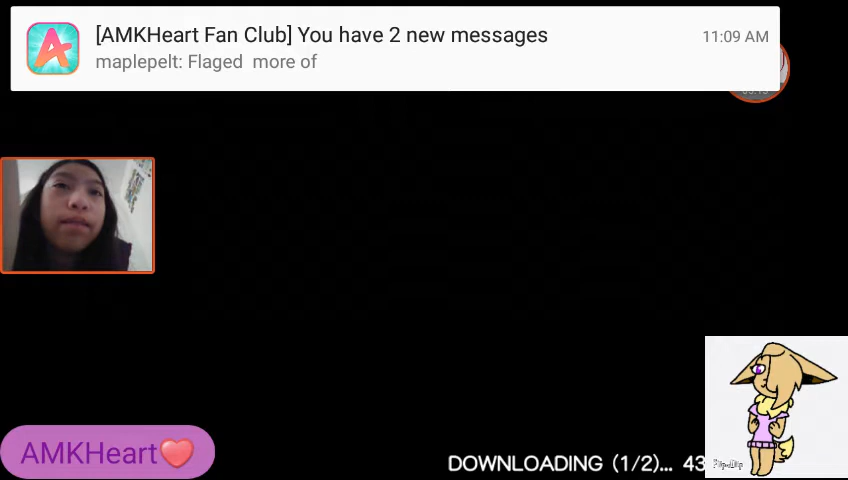 [AMKHeart Fan Club] You have 2 new messages
11:09 AM
maplepelt: Flaged more of
AMKHeart❤
DOWNLOADING (1/2)... 43